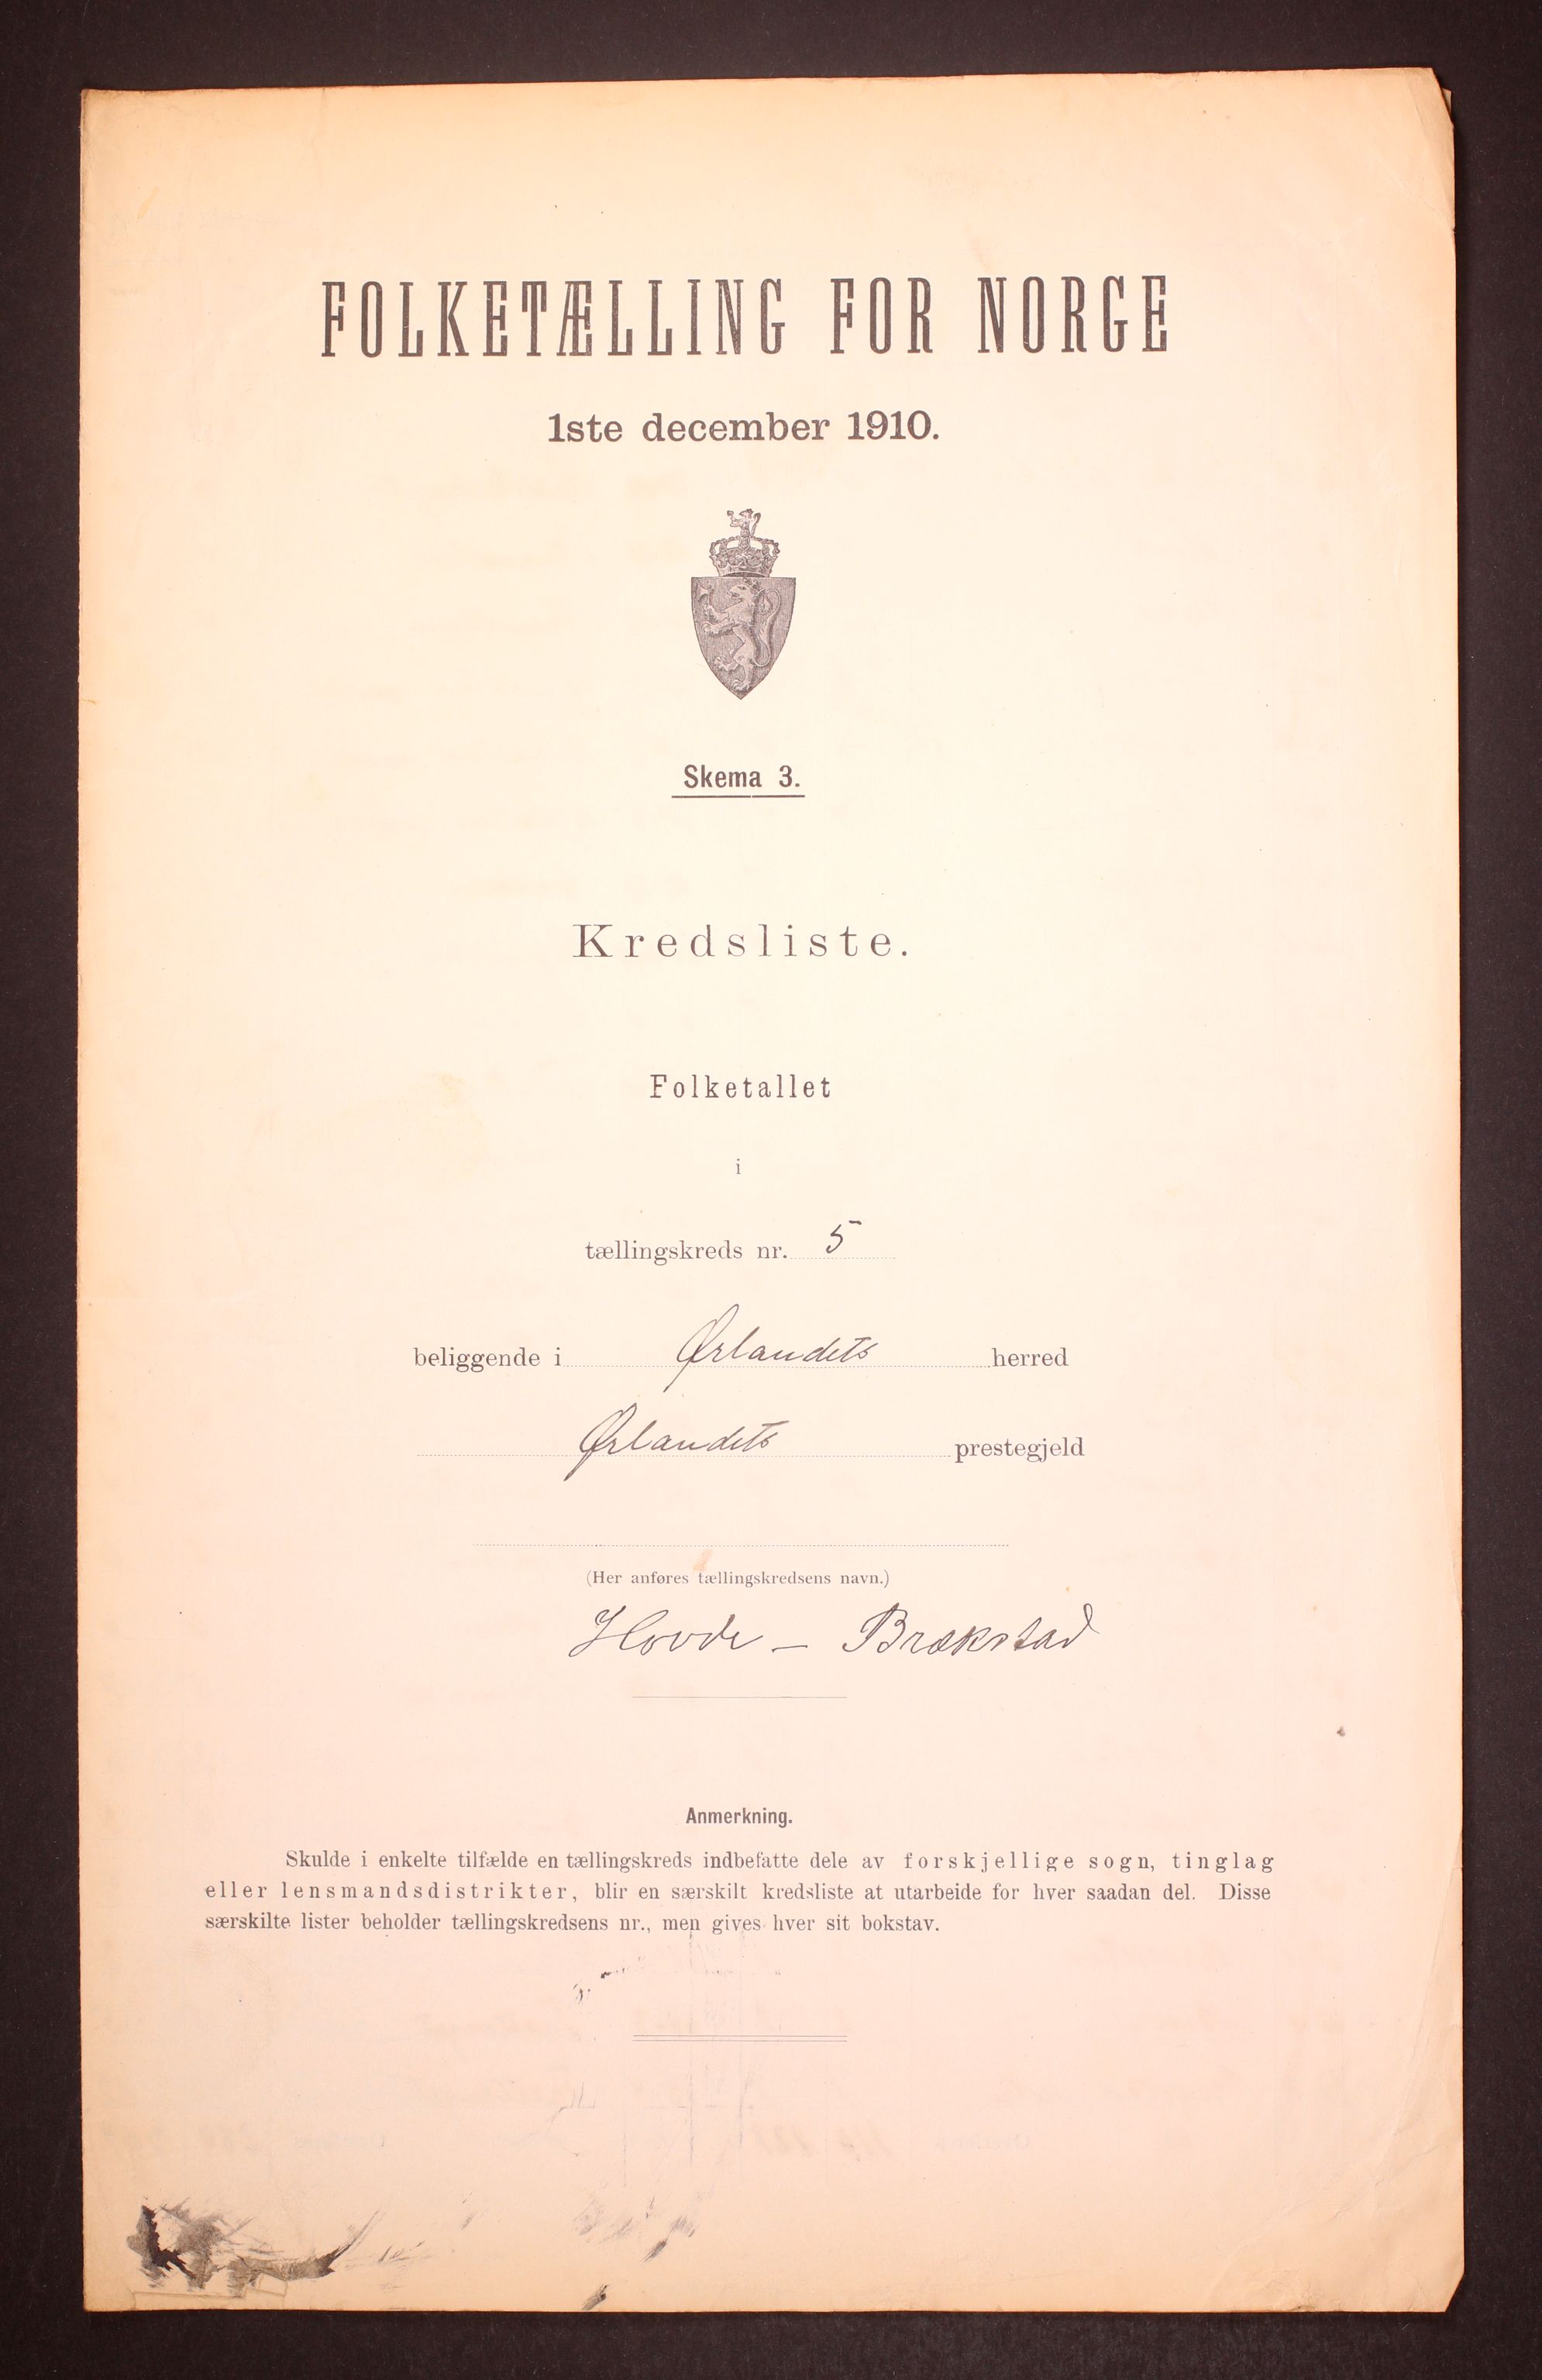 FOLKETÆLLING FOR NORGE
1ste december 1910.
Skema 3.
Kredsliste.
Folketallet
i
tællingskreds nr. 5
beliggende i Ørlandets herred
Ørlandets prestegjeld
(Her anføres tællingskredsens navn.)
Hovde – Brækstad
Anmerkning.
Skulde i enkelte tilfælde en tællingskreds indbefatte dele av forskjellige sogn, tinglag
eller lensmandsdistrikter, blir en særskilt kredsliste at utarbeide for hver saadan del. Disse
særskilte lister beholder tællingskredsens nr., men gives hver sit bokstav.